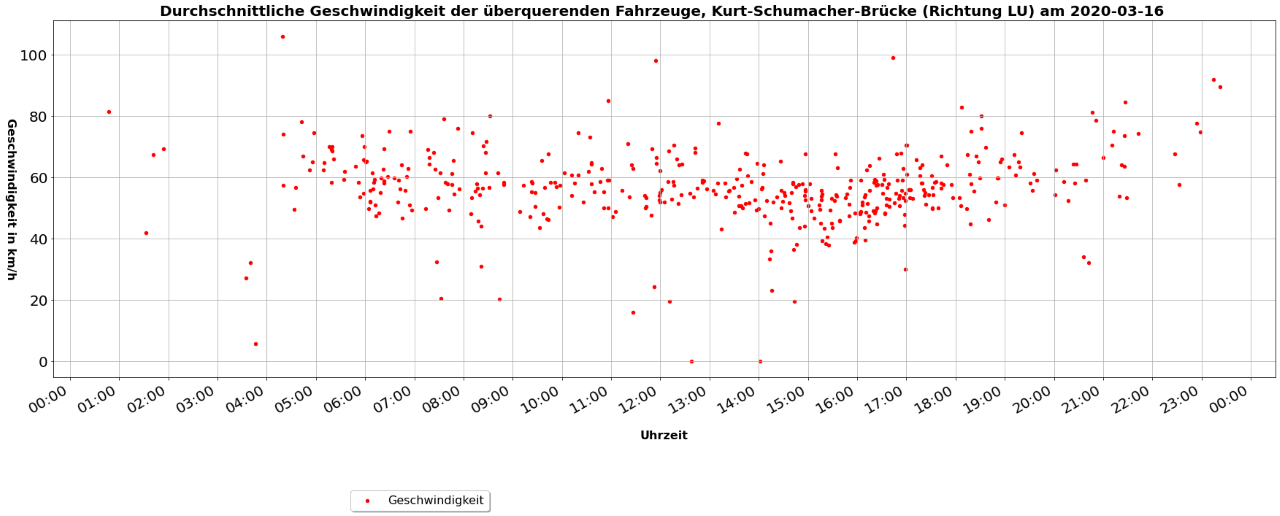 Durchschnittliche Geschwindigkeit der überquerenden Fahrzeuge, Kurt-Schumacher-Brücke (Richtung LU) am 2020-03-16
Geschwindigkeit in km/h
100
80
60
40
20
0
00:00 01:00 02:00 03:00 04:00 05:00 06:00 07:00 08:00 09:00 10:00 11:00 12:00 13:00 14:00 15:00 16:00 17:00 18:00 19:00 20:00 21:00 22:00 23:00 00:00
Uhrzeit
Geschwindigkeit